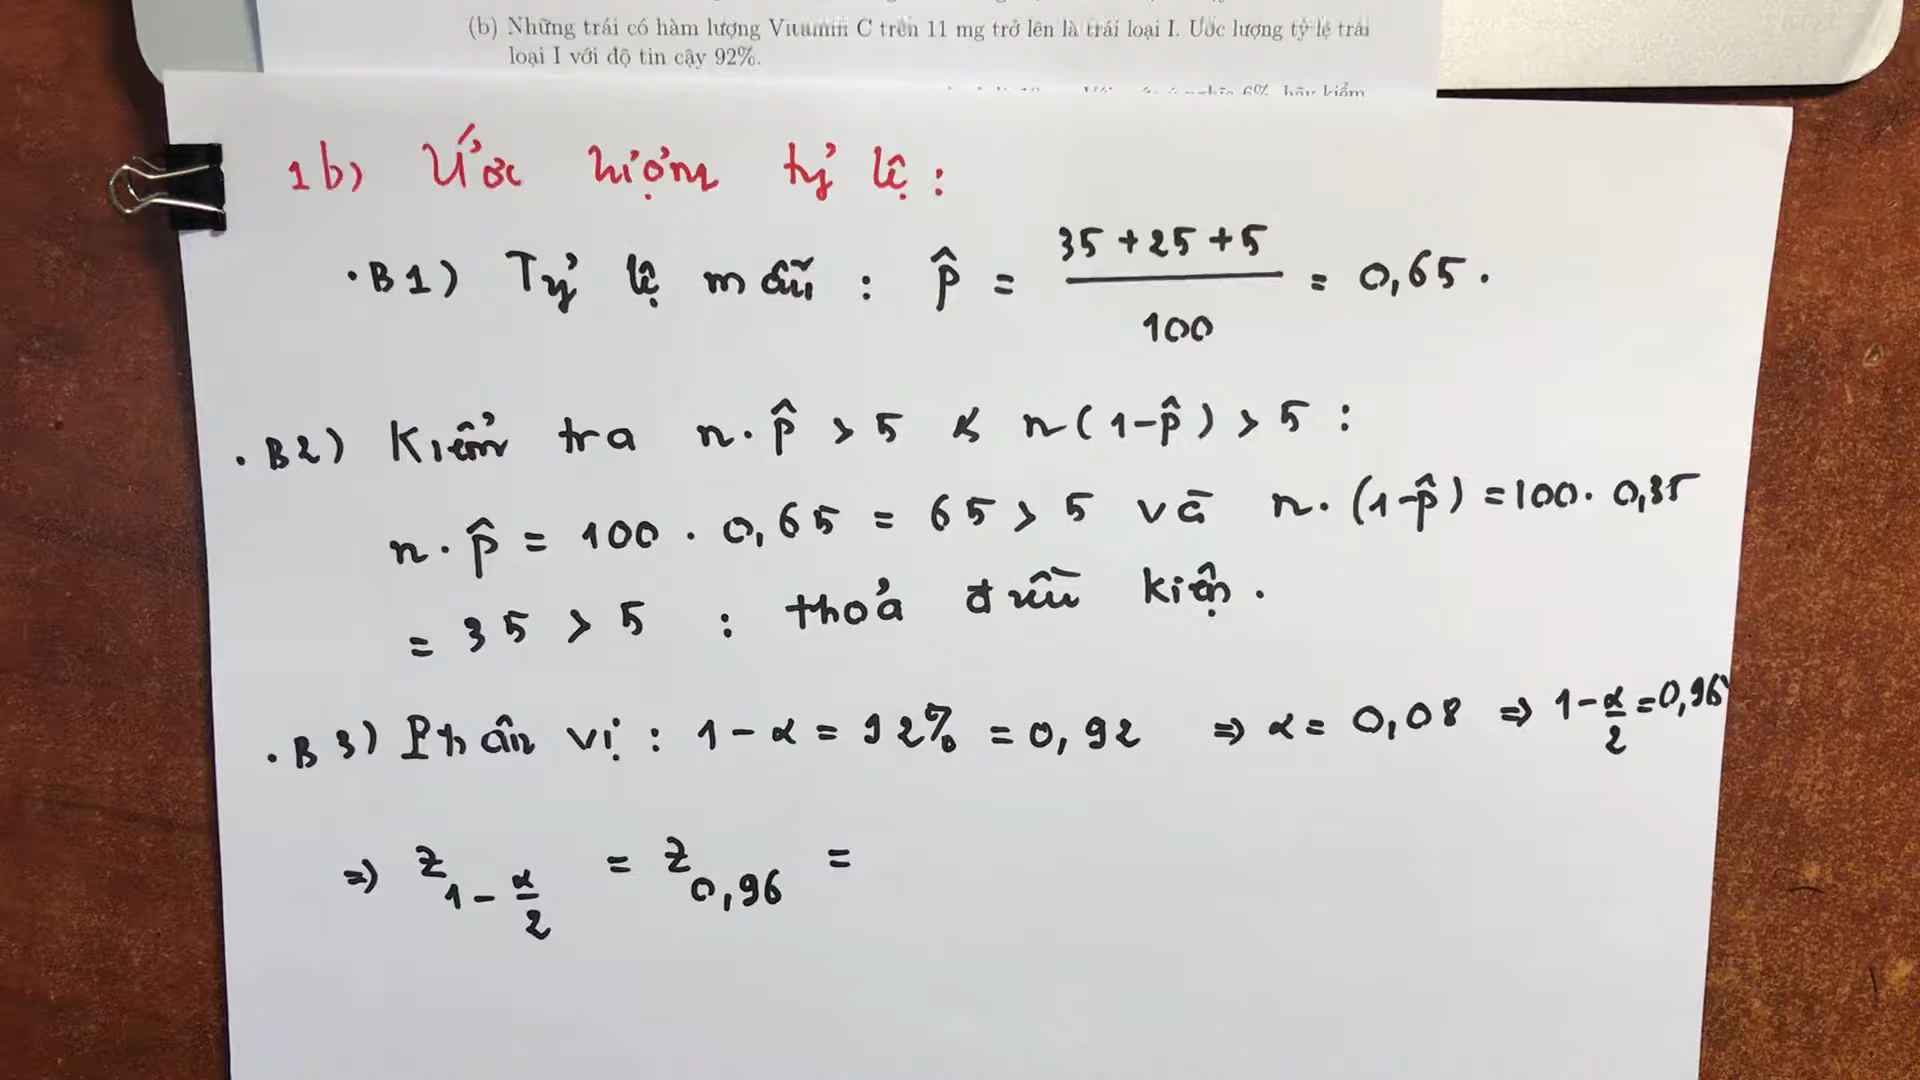 (b) Những trái có hàm lượng Vitamin C trên 11 mg trở lên là trái loại I. Ước lượng tỷ lệ trái
loại I với độ tin cậy 92%.
6% hãy kiểm
1b) Ước lượng tỷ lệ :
. B1) Tỷ lệ mẫu : p̂ = (35 + 25 + 5) / 100 = 0,65 .
. B2) Kiểm tra n . p̂ > 5 & n ( 1 - p̂ ) > 5 :
n . p̂ = 100 . 0,65 = 65 > 5 và n . (1 - p̂ ) = 100 . 0,35
= 35 > 5 : thoả điều kiện .
. B3) Phân vị : 1 - α = 92% = 0,92 ⇒ α = 0,08 ⇒ 1 - α/2 = 0,96
⇒ z_{1 - α/2} = z_{0,96} =